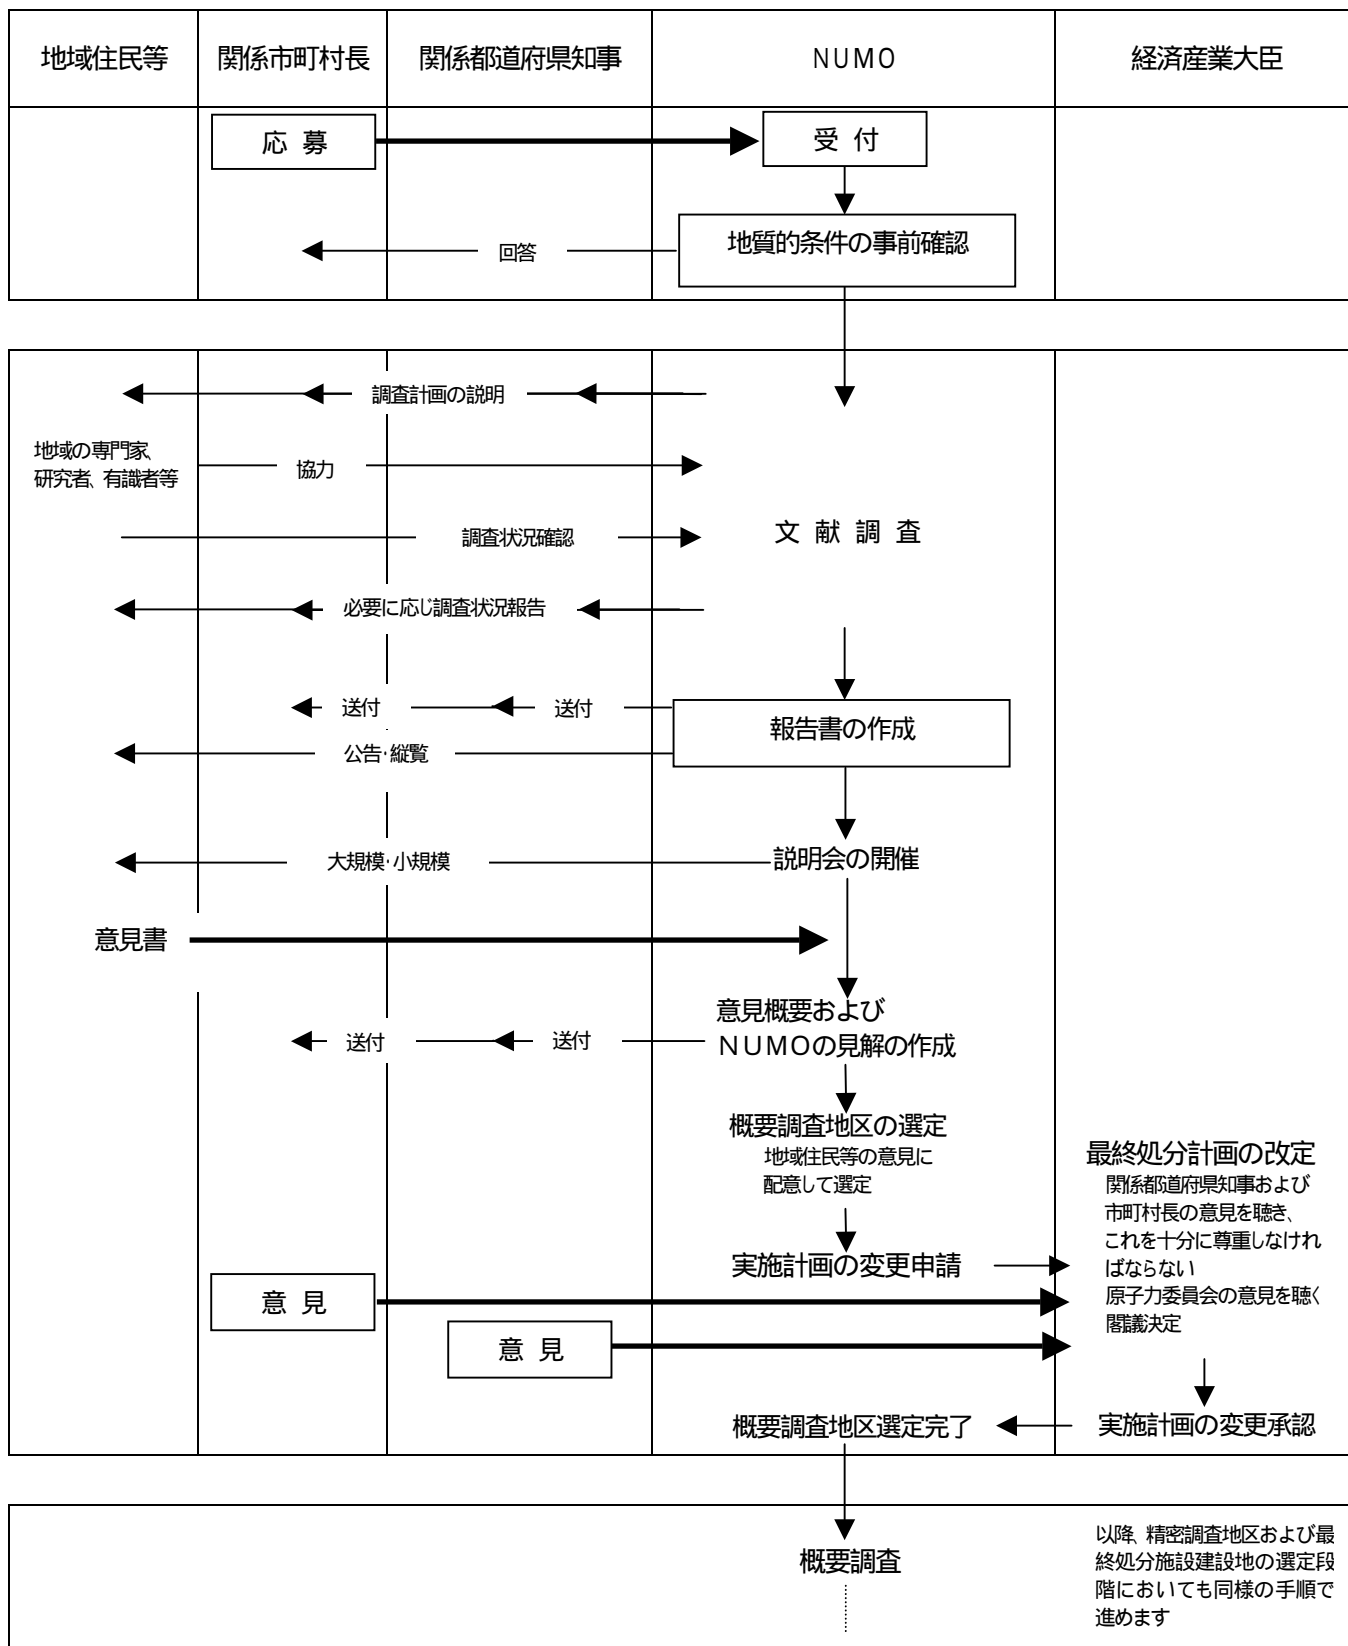 地域住民等
関係市町村長
関係都道府県知事
NUMO
経済産業大臣
応 募
受 付
地質的条件の事前確認
回答
調査計画の説明
地域の専門家、
研究者、有識者等
協力
調査状況確認
文 献 調 査
必要に応じ調査状況報告
送付
送付
報告書の作成
公告・縦覧
大規模・小規模
説明会の開催
意見書
意見概要および
NUMOの見解の作成
送付
送付
概要調査地区の選定
地域住民等の意見に
配意して選定
最終処分計画の改定
関係都道府県知事および
市町村長の意見を聴き、
これを十分に尊重しなけれ
ばならない
原子力委員会の意見を聴く
閣議決定
実施計画の変更申請
意 見
意 見
概要調査地区選定完了
実施計画の変更承認
概要調査
以降、精密調査地区および最
終処分施設建設地の選定段
階においても同様の手順で
進めます